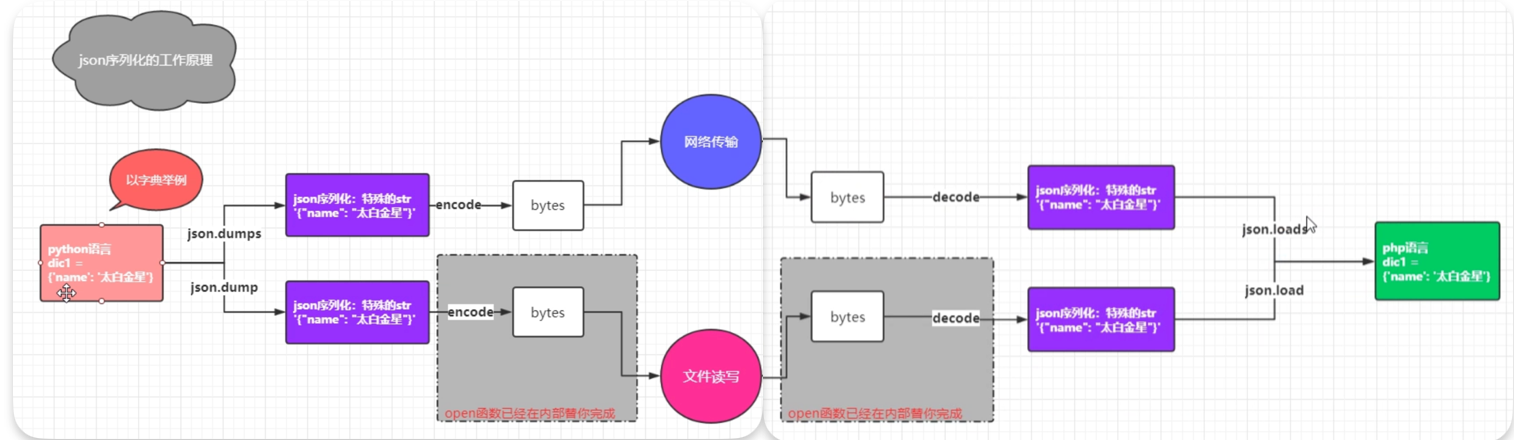 json序列化的工作原理
以字典举例
python语言
dic1 =
{'name': '太白金星'}
json.dumps
json.dump
json序列化：特殊的str
'{"name": "太白金星"}'
encode
bytes
网络传输
json序列化：特殊的str
'{"name": "太白金星"}'
encode
bytes
open函数已经在内部替你完成
文件读写
bytes
decode
json序列化：特殊的str
'{"name": "太白金星"}'
json.loads
bytes
decode
open函数已经在内部替你完成
json序列化：特殊的str
'{"name": "太白金星"}'
json.load
php语言
dic1 =
{'name': '太白金星'}